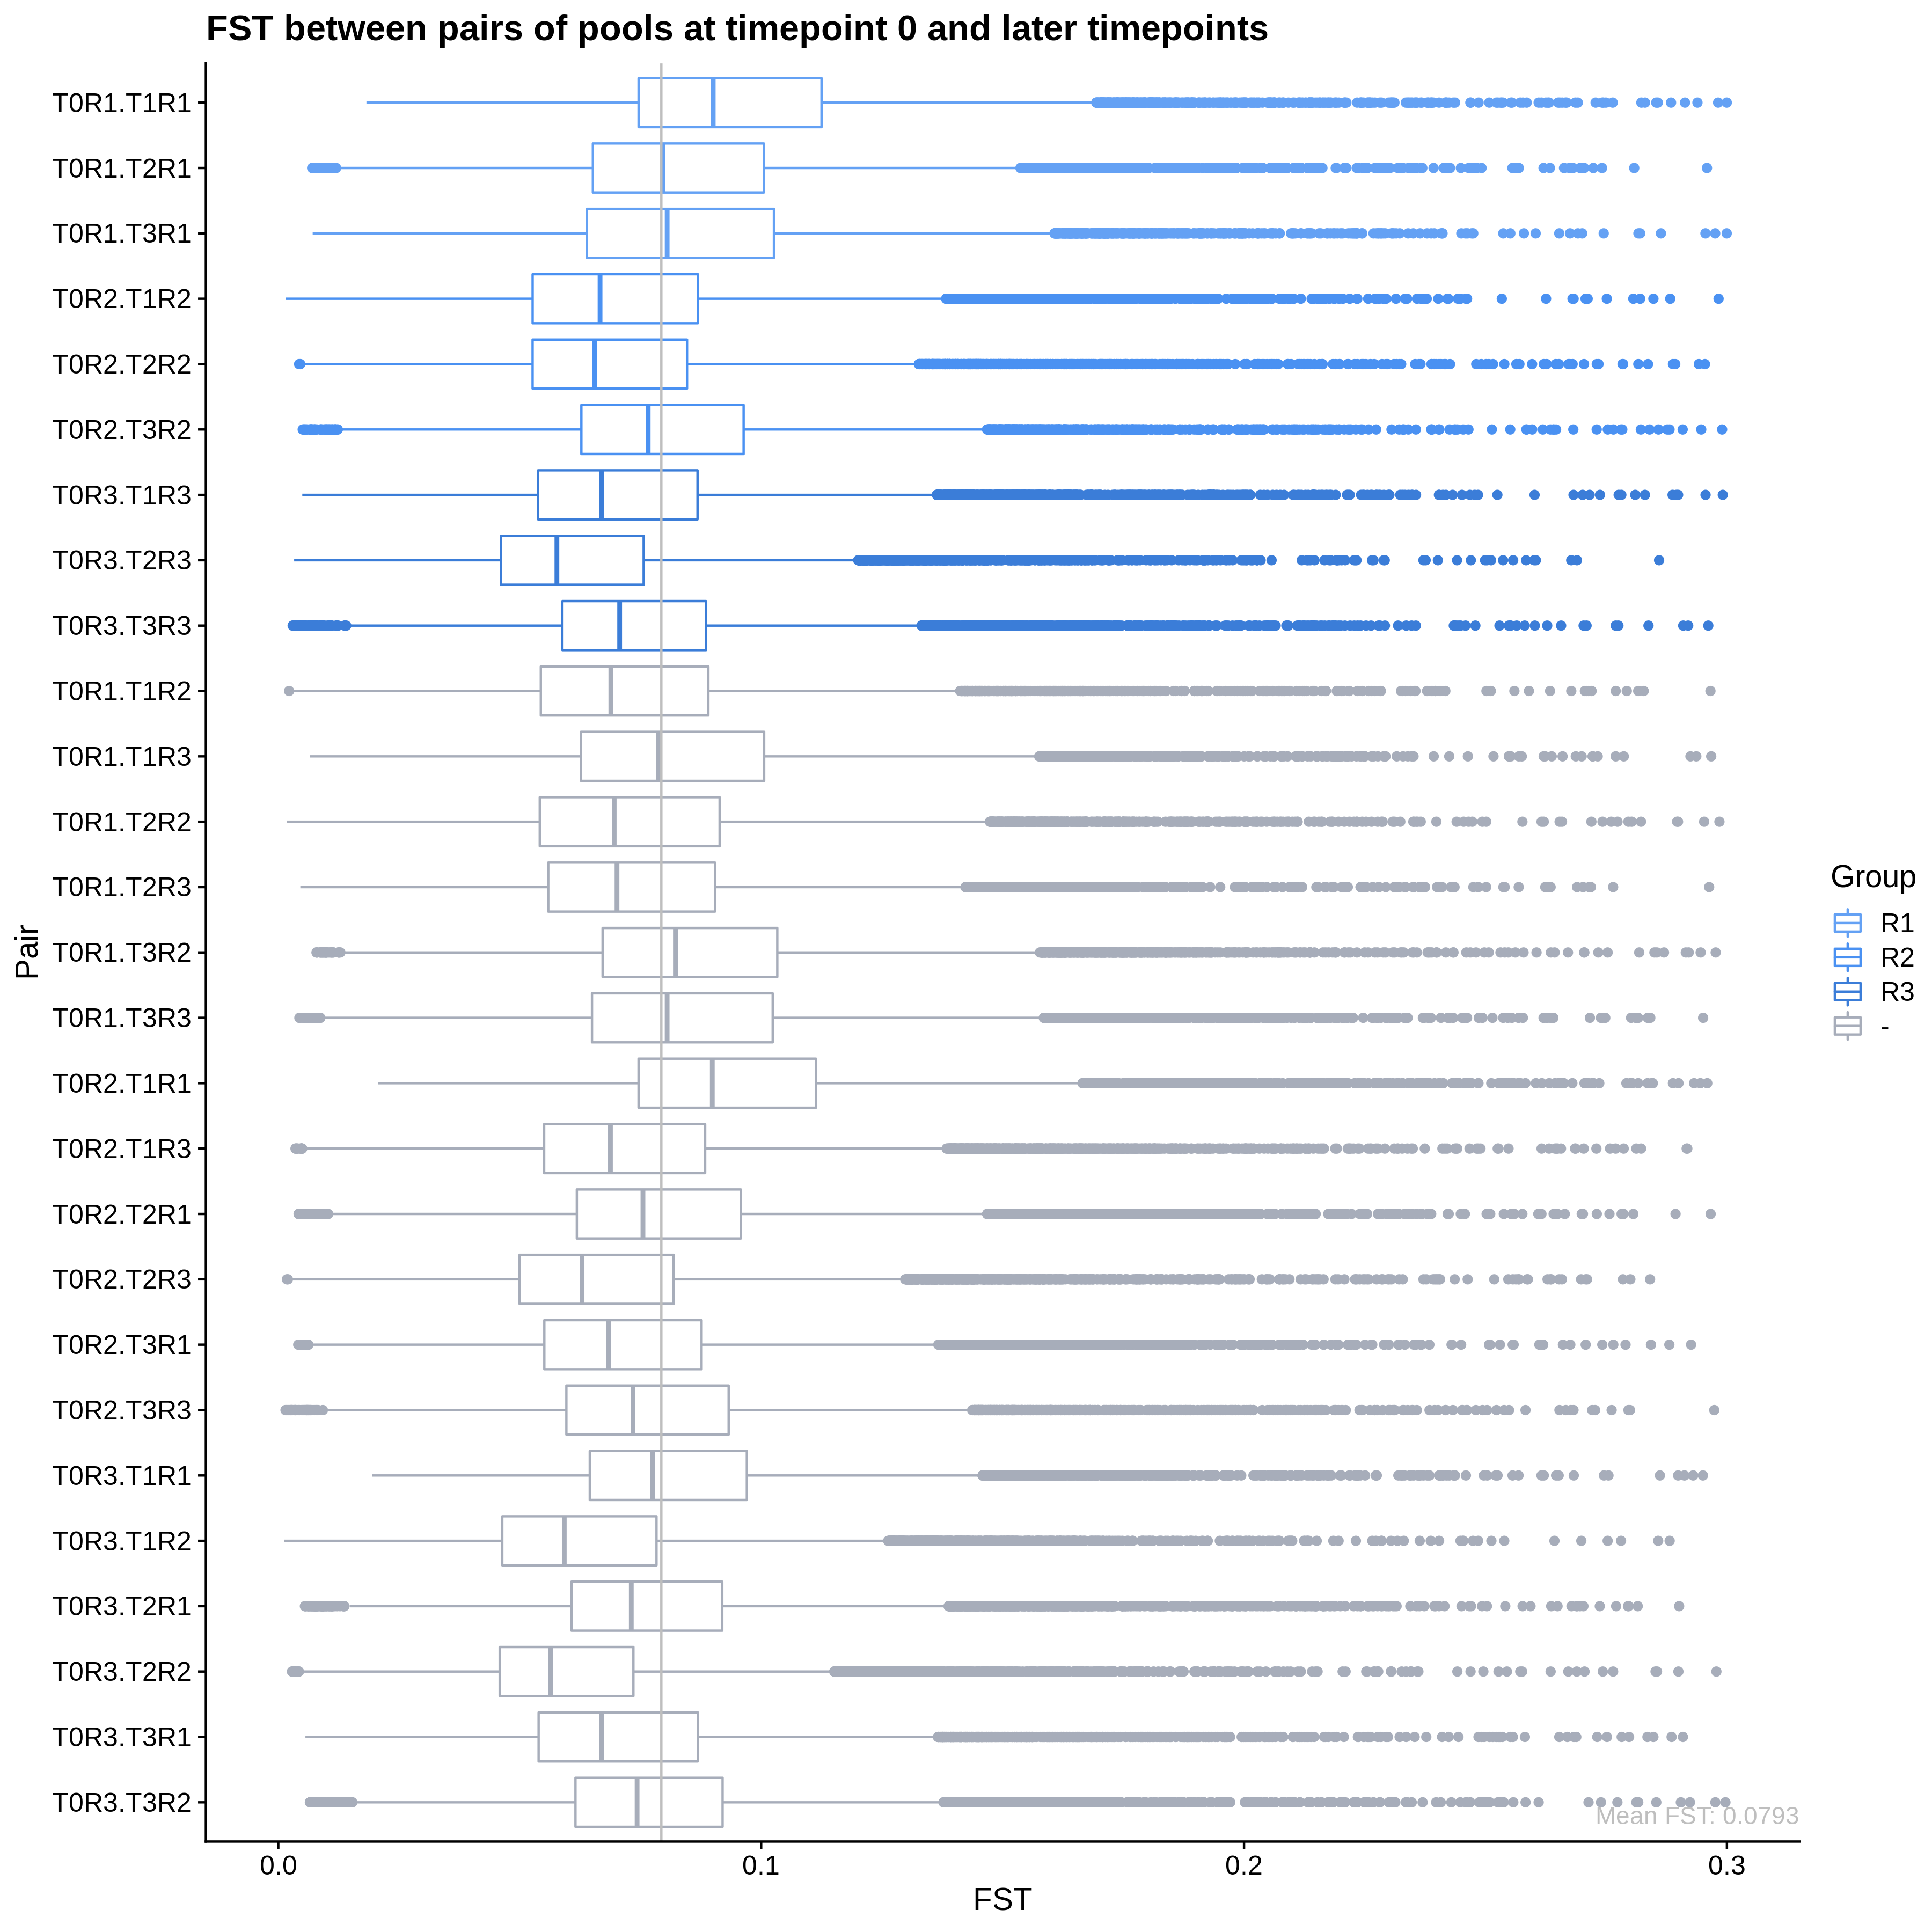 FST between pairs of pools at timepoint 0 and later timepoints
T0R1.T1R1
T0R1.T2R1
T0R1.T3R1
T0R2.T1R2
T0R2.T2R2
T0R2.T3R2
T0R3.T1R3
T0R3.T2R3
T0R3.T3R3
T0R1.T1R2
T0R1.T1R3
T0R1.T2R2
T0R1.T2R3
T0R1.T3R2
T0R1.T3R3
T0R2.T1R1
T0R2.T1R3
T0R2.T2R1
T0R2.T2R3
T0R2.T3R1
T0R2.T3R3
T0R3.T1R1
T0R3.T1R2
T0R3.T2R1
T0R3.T2R2
T0R3.T3R1
T0R3.T3R2
Pair
Mean FST: 0.0793
0.0
0.1
0.2
0.3
FST
Group
R1
R2
R3
-